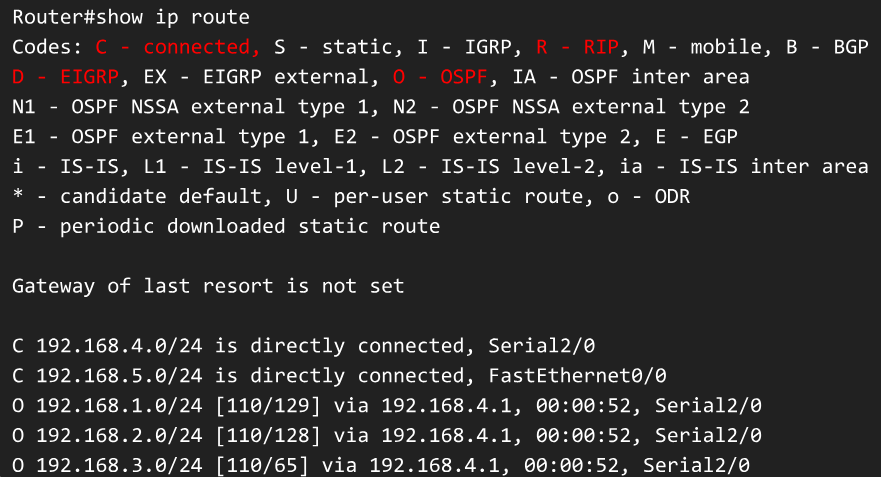 Router#show ip route
Codes: C - connected, S - static, I - IGRP, R - RIP, M - mobile, B - BGP
D - EIGRP, EX - EIGRP external, O - OSPF, IA - OSPF inter area
N1 - OSPF NSSA external type 1, N2 - OSPF NSSA external type 2
E1 - OSPF external type 1, E2 - OSPF external type 2, E - EGP
i - IS-IS, L1 - IS-IS level-1, L2 - IS-IS level-2, ia - IS-IS inter area
* - candidate default, U - per-user static route, o - ODR
P - periodic downloaded static route
Gateway of last resort is not set
C 192.168.4.0/24 is directly connected, Serial2/0
C 192.168.5.0/24 is directly connected, FastEthernet0/0
O 192.168.1.0/24 [110/129] via 192.168.4.1, 00:00:52, Serial2/0
O 192.168.2.0/24 [110/128] via 192.168.4.1, 00:00:52, Serial2/0
O 192.168.3.0/24 [110/65] via 192.168.4.1, 00:00:52, Serial2/0